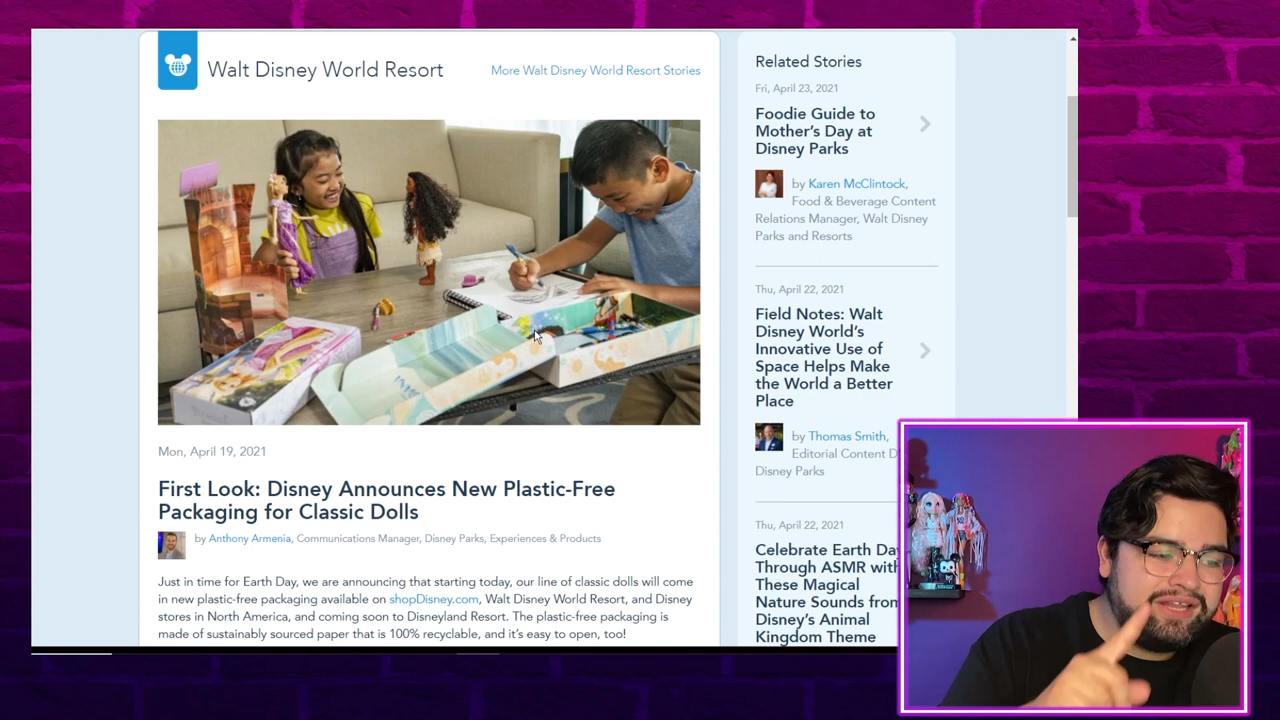 Walt Disney World Resort
More Walt Disney World Resort Stories
Mon, April 19, 2021
First Look: Disney Announces New Plastic-Free
Packaging for Classic Dolls
by Anthony Armenia, Communications Manager, Disney Parks, Experiences & Products
Just in time for Earth Day, we are announcing that starting today, our line of classic dolls will come
in new plastic-free packaging available on shopDisney.com, Walt Disney World Resort, and Disney
stores in North America, and coming soon to Disneyland Resort. The plastic-free packaging is
made of sustainably sourced paper that is 100% recyclable, and it's easy to open, too!
Related Stories
Fri, April 23, 2021
Foodie Guide to
Mother's Day at
Disney Parks
by Karen McClintock,
Food & Beverage Content
Relations Manager, Walt Disney
Parks and Resorts
Thu, April 22, 2021
Field Notes: Walt
Disney World's
Innovative Use of
Space Helps Make
the World a Better
Place
by Thomas Smith,
Editorial Content D
Disney Parks
Thu, April 22, 2021
Celebrate Earth Day
Through ASMR with
These Magical
Nature Sounds from
Disney's Animal
Kingdom Theme